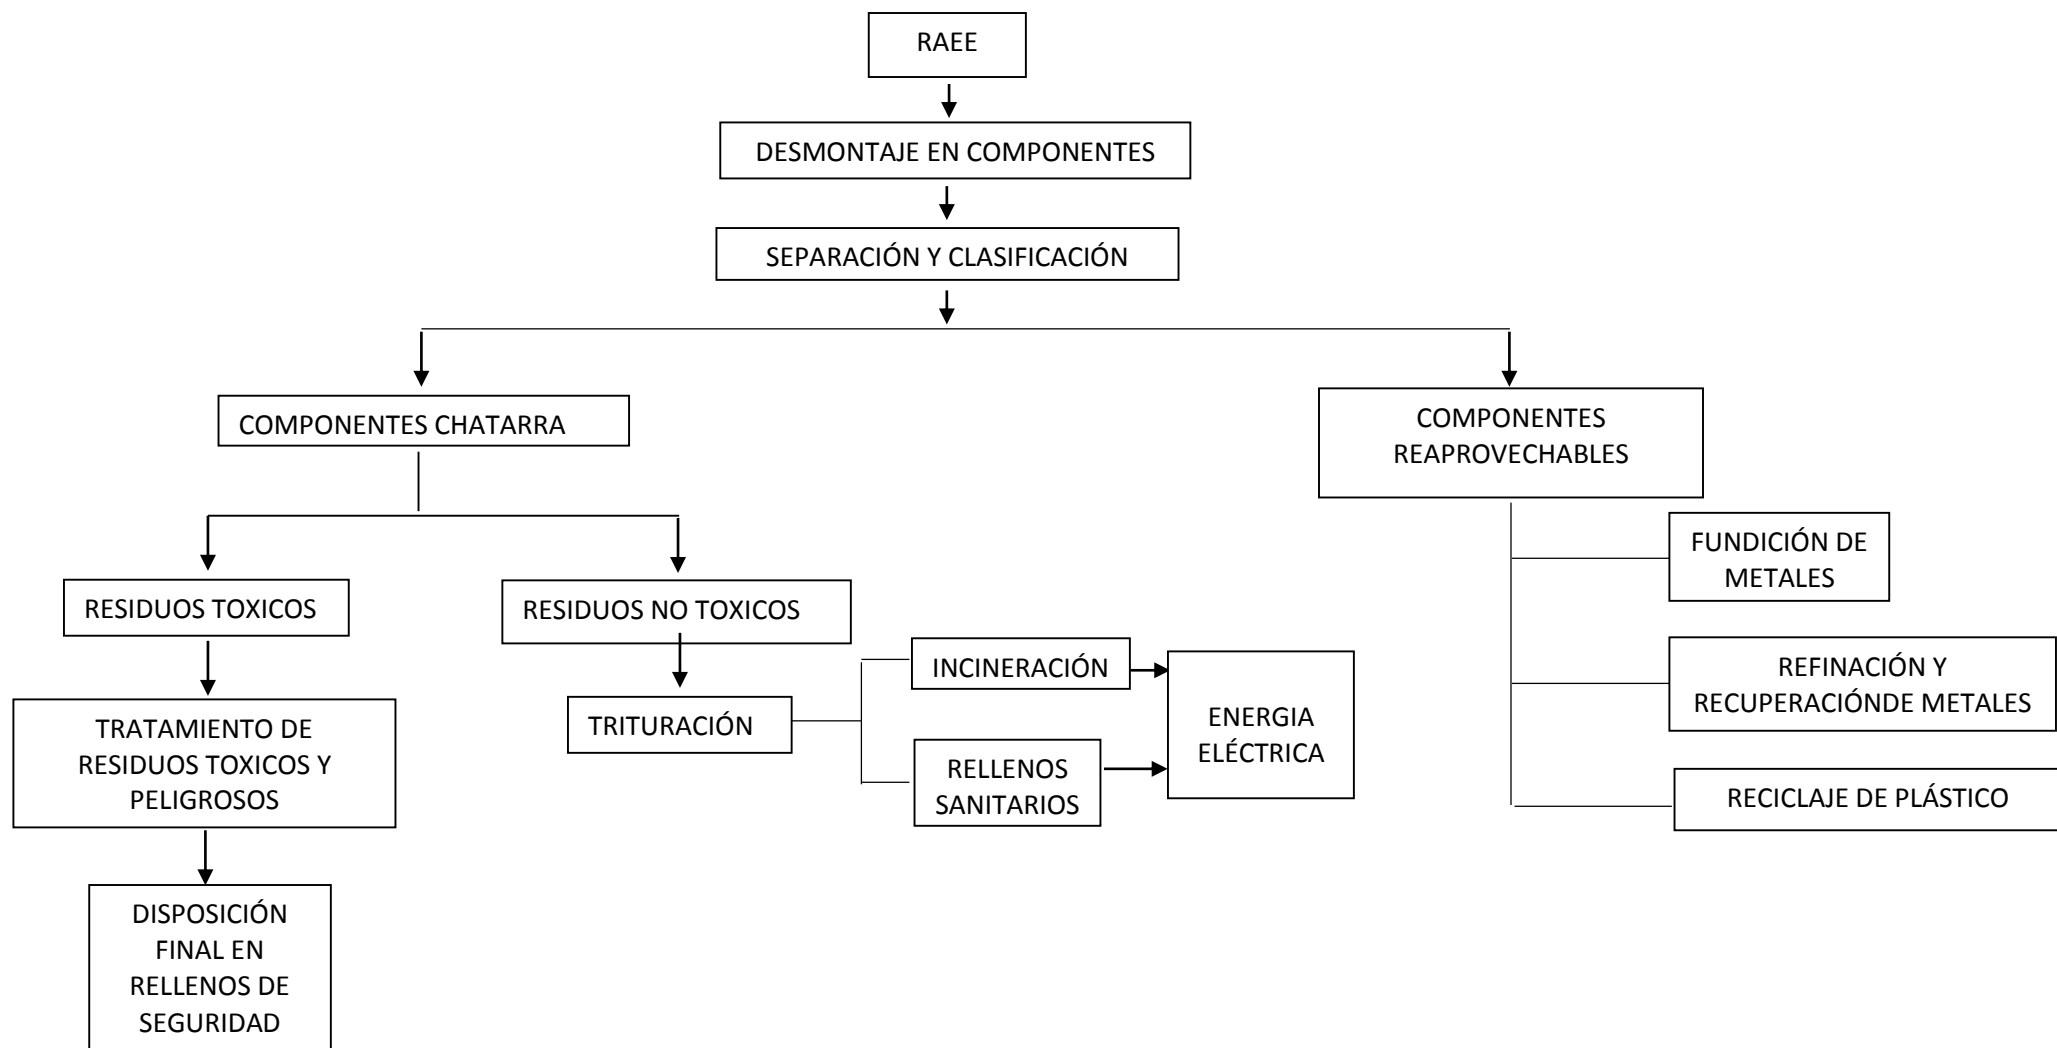 RAEE
DESMONTAJE EN COMPONENTES
SEPARACIÓN Y CLASIFICACIÓN
COMPONENTES CHATARRA
COMPONENTES
REAPROVECHABLES
FUNDICIÓN DE
METALES
RESIDUOS TOXICOS
RESIDUOS NO TOXICOS
INCINERACIÓN
REFINACIÓN Y
RECUPERACIÓNDE METALES
TRATAMIENTO DE
RESIDUOS TOXICOS Y
PELIGROSOS
TRITURACIÓN
ENERGIA
ELÉCTRICA
RELLENOS
SANITARIOS
RECICLAJE DE PLÁSTICO
DISPOSICIÓN
FINAL EN
RELLENOS DE
SEGURIDAD